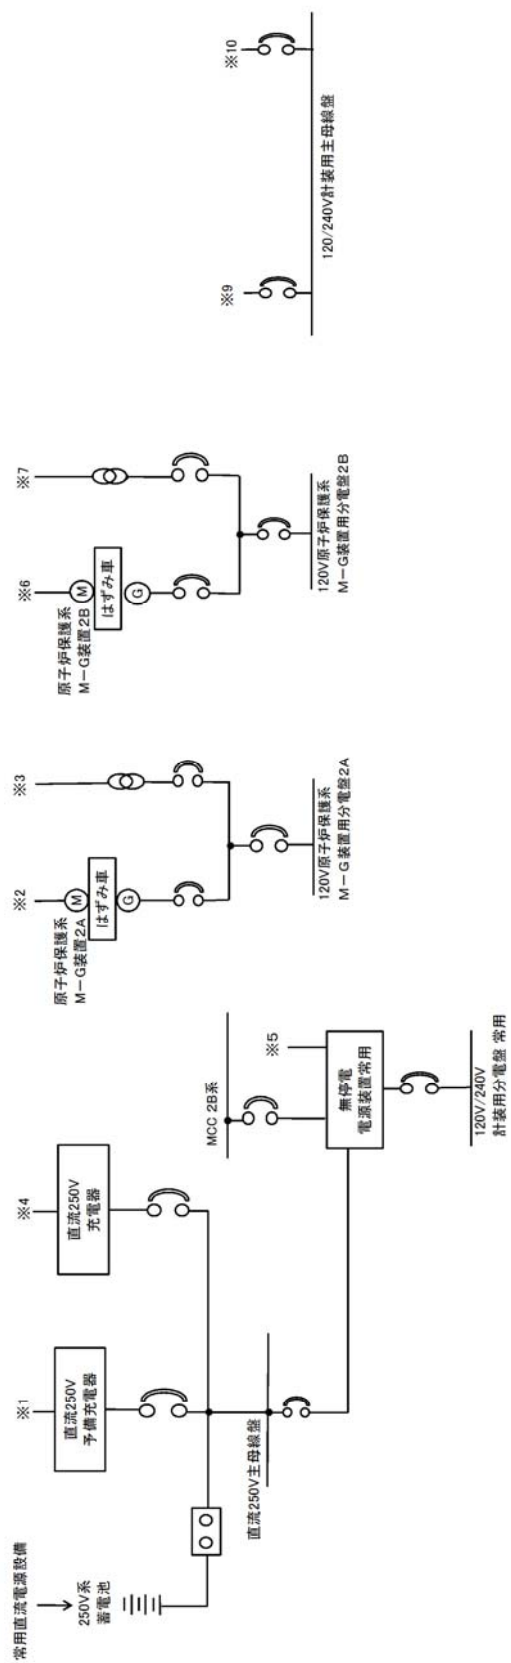 常用直流電源設備
250V系
蓄電池
※1
直流250V
予備充電器
※4
直流250V
充電器
直流250V主母線盤
MCC 2B系
※5
無停電
電源装置常用
120V/240V
計装用分電盤 常用
※2
原子炉保護系
M-G装置2A
M
はずみ車
G
※3
120V原子炉保護系
M-G装置用分電盤2A
※6
原子炉保護系
M-G装置2B
M
はずみ車
G
※7
120V原子炉保護系
M-G装置用分電盤2B
※9
※10
120/240V計装用主母線盤